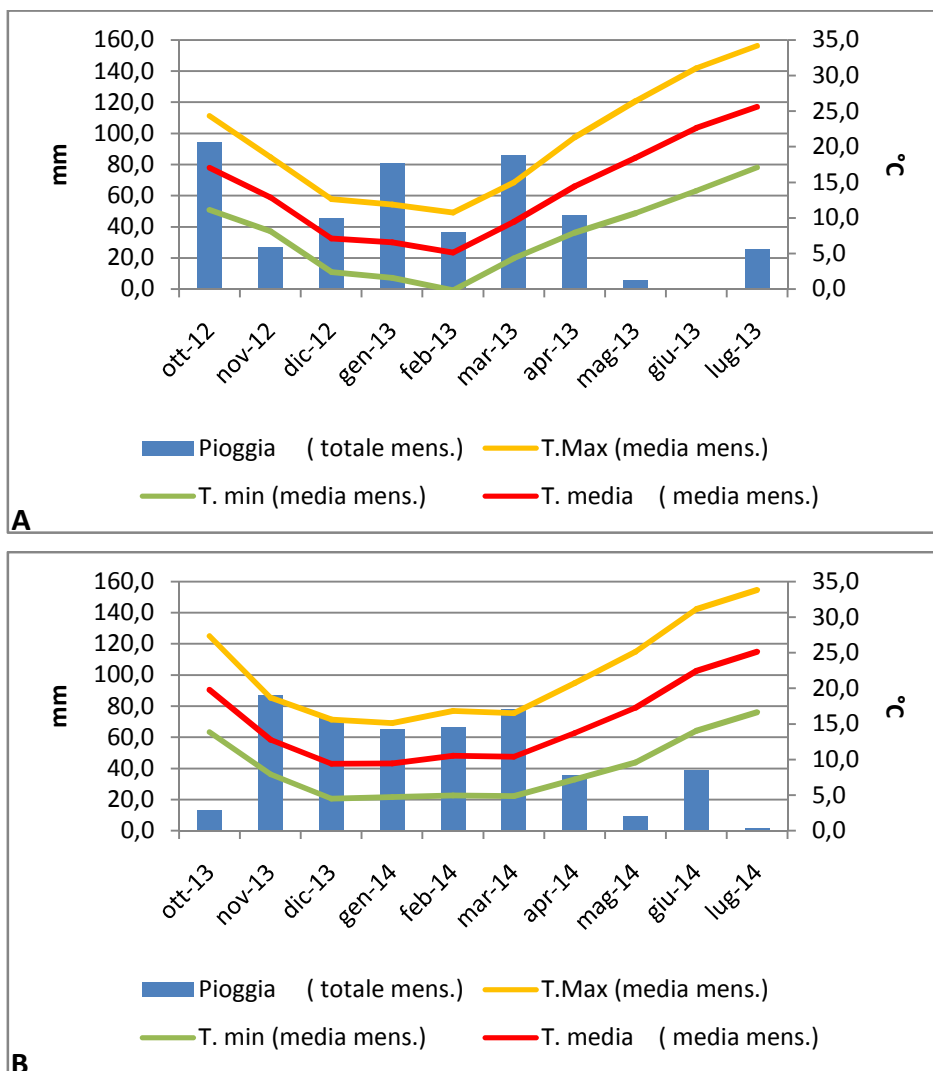 160,0 35,0
140,0 30,0
120,0 25,0
100,0 20,0
80,0 15,0
60,0 10,0
40,0 5,0
20,0 0,0
0,0
mm
°C
ott-12 nov-12 dic-12 gen-13 feb-13 mar-13 apr-13 mag-13 giu-13 lug-13
Pioggia ( totale mens.) T.Max (media mens.)
T. min (media mens.) T. media ( media mens.)
A
160,0 35,0
140,0 30,0
120,0 25,0
100,0 20,0
80,0 15,0
60,0 10,0
40,0 5,0
20,0 0,0
0,0
mm
°C
ott-13 nov-13 dic-13 gen-14 feb-14 mar-14 apr-14 mag-14 giu-14 lug-14
Pioggia ( totale mens.) T.Max (media mens.)
T. min (media mens.) T. media ( media mens.)
B